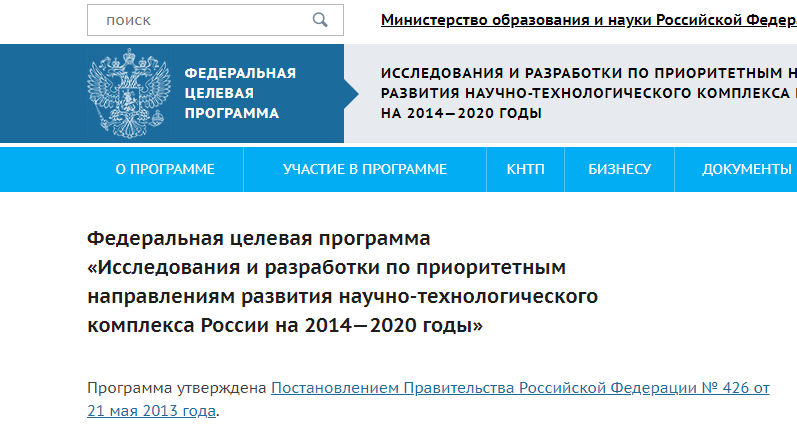 поиск
Министерство образования и науки Российской
ФЕДЕРАЛЬНАЯ
ЦЕЛЕВАЯ
ПРОГРАММА
ИССЛЕДОВАНИЯ И РАЗРАБОТКИ ПО ПРИОРИТЕТНЫМ
РАЗВИТИЯ НАУЧНО-ТЕХНОЛОГИЧЕСКОГО КОМПЛЕКСА
НА 2014—2020 ГОДЫ
О ПРОГРАММЕ УЧАСТИЕ В ПРОГРАММЕ КНТП БИЗНЕСУ ДОКУМЕНТЫ
Федеральная целевая программа
«Исследования и разработки по приоритетным
направлениям развития научно-технологического
комплекса России на 2014—2020 годы»
Программа утверждена Постановлением Правительства Российской Федерации № 426 от
21 мая 2013 года.